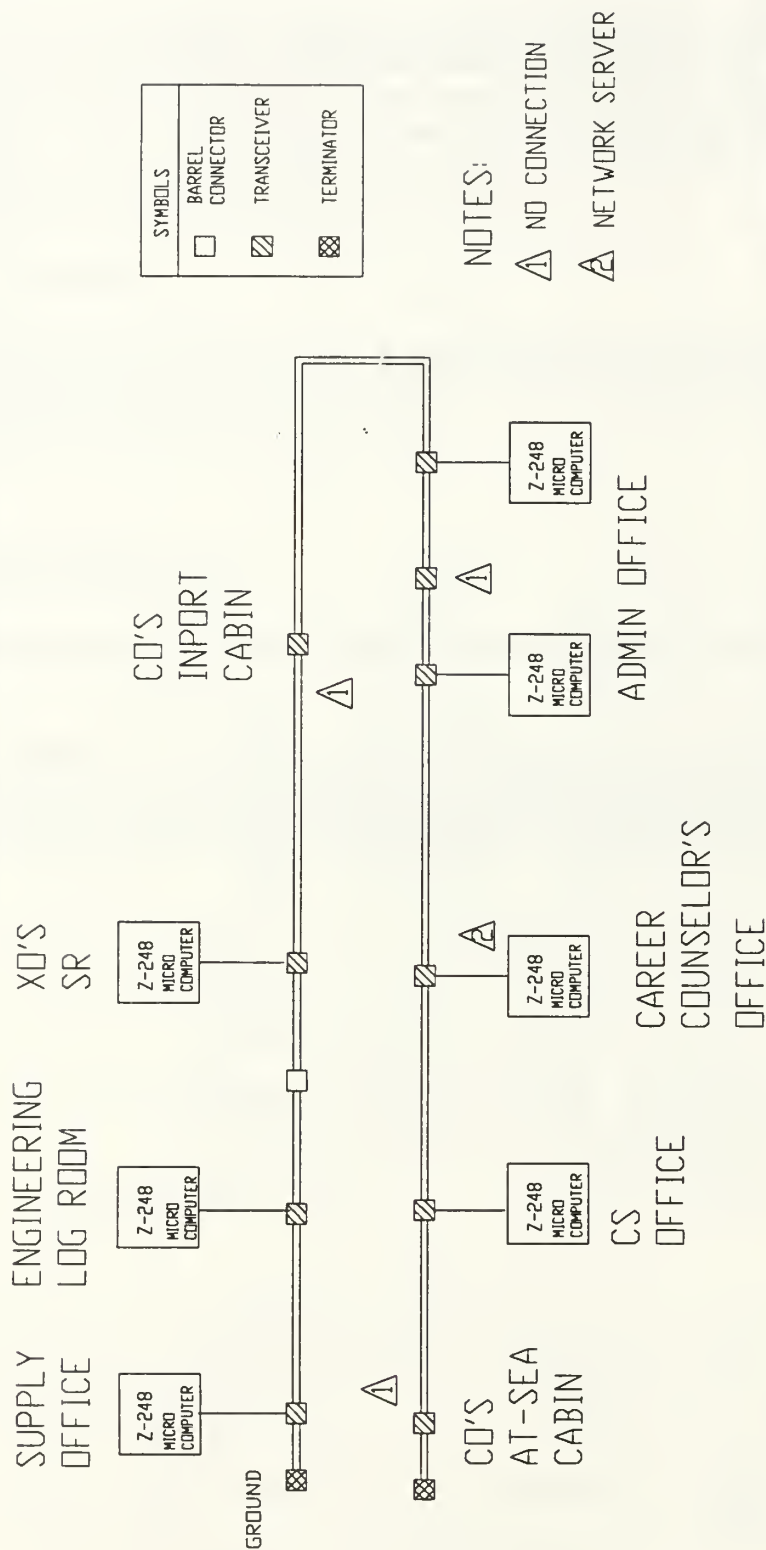 SUPPLY
OFFICE
ENGINEERING
LOG ROOM
XO'S
SR
CO'S
INPORT
CABIN
Z-248
MICRO
COMPUTER
Z-248
MICRO
COMPUTER
Z-248
MICRO
COMPUTER
GROUND
1
1
2
1
Z-248
MICRO
COMPUTER
Z-248
MICRO
COMPUTER
Z-248
MICRO
COMPUTER
Z-248
MICRO
COMPUTER
CO'S
AT-SEA
CABIN
CS
OFFICE
CAREER
COUNSELOR'S
OFFICE
ADMIN OFFICE
SYMBOLS
BARREL
CONNECTOR
TRANSCEIVER
TERMINATOR
NOTES:
1 NO CONNECTION
2 NETWORK SERVER